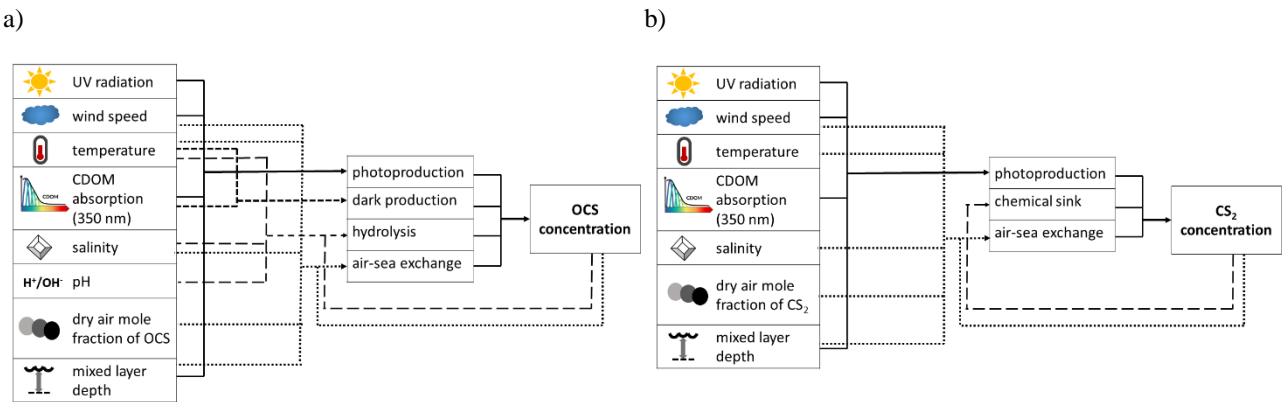 a)
UV radiation
wind speed
temperature
CDOM
CDOM
absorption
(350 nm)
salinity
H⁺/OH⁻ pH
dry air mole
fraction of OCS
mixed layer
depth
photoproduction
dark production
hydrolysis
air-sea exchange
OCS
concentration
b)
UV radiation
wind speed
temperature
CDOM
CDOM
absorption
(350 nm)
salinity
dry air mole
fraction of CS₂
mixed layer
depth
photoproduction
chemical sink
air-sea exchange
CS₂
concentration